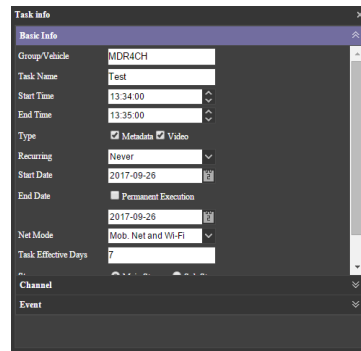 Task info
Basic Info
Group/Vehicle MDR4CH
Task Name Test
Start Time 13:34:00
End Time 13:35:00
Type Metadata Video
Recurring Never
Start Date 2017-09-26
End Date Permanent Execution
2017-09-26
Net Mode Mob. Net and Wi-Fi
Task Effective Days 7
Channel
Event